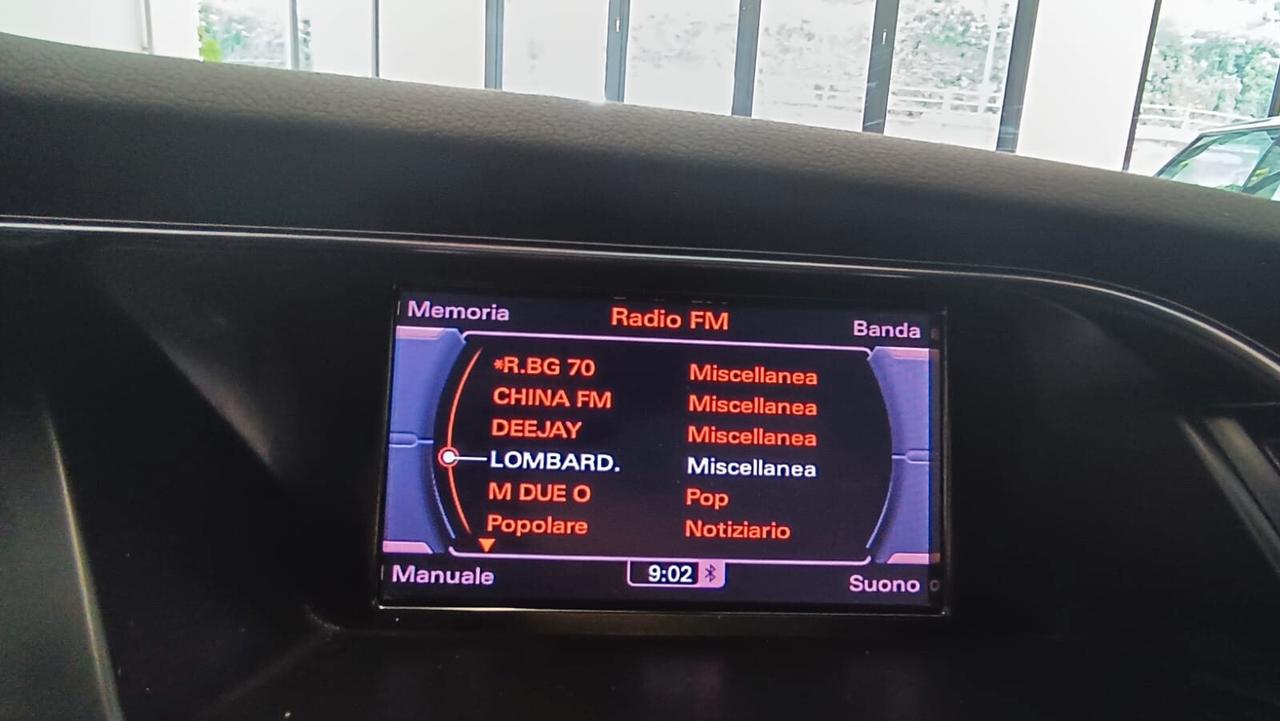 Memoria Radio FM Banda
*R.BG 70 Miscellanea
CHINA FM Miscellanea
DEEJAY Miscellanea
LOMBARD. Miscellanea
M DUE O Pop
Popolare Notiziario
Manuale 9:02 Suono